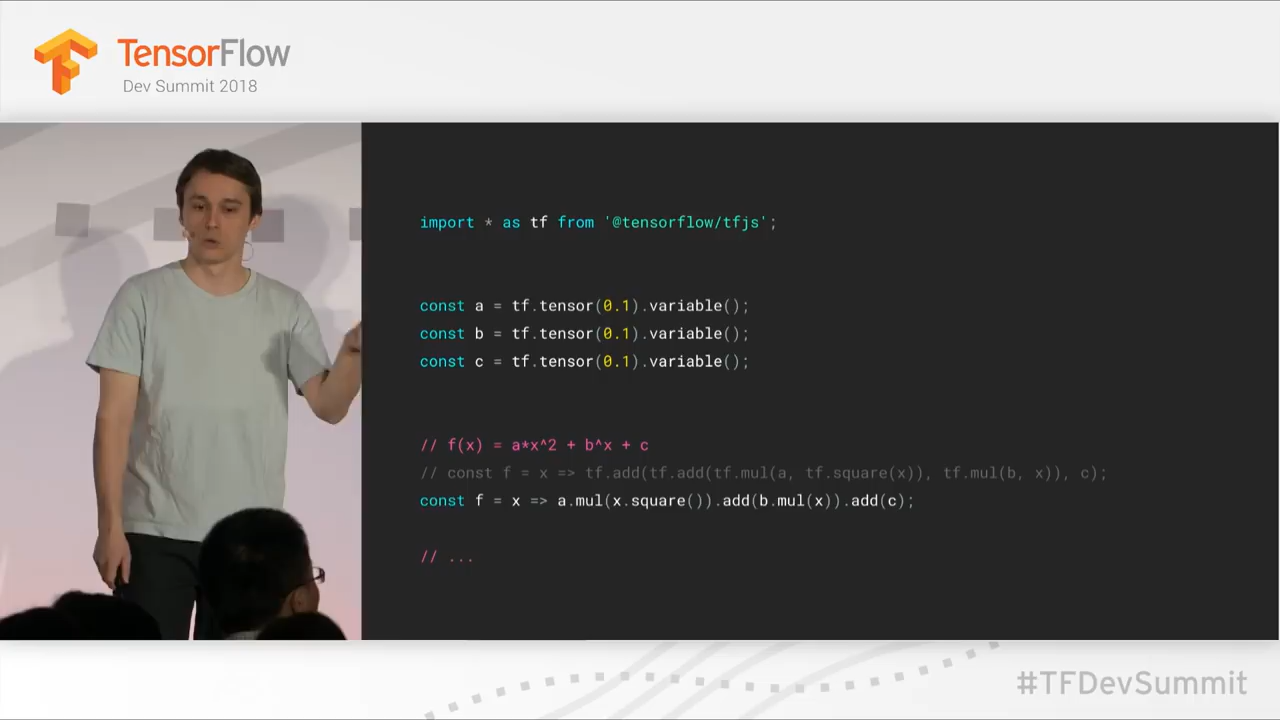 TensorFlow
Dev Summit 2018
import * as tf from '@tensorflow/tfjs';
const a = tf.tensor(0.1).variable();
const b = tf.tensor(0.1).variable();
const c = tf.tensor(0.1).variable();
// f(x) = a*x^2 + b^x + c
// const f = x => tf.add(tf.add(tf.mul(a, tf.square(x)), tf.mul(b, x)), c);
const f = x => a.mul(x.square()).add(b.mul(x)).add(c);
// ...
#TFDevSummit